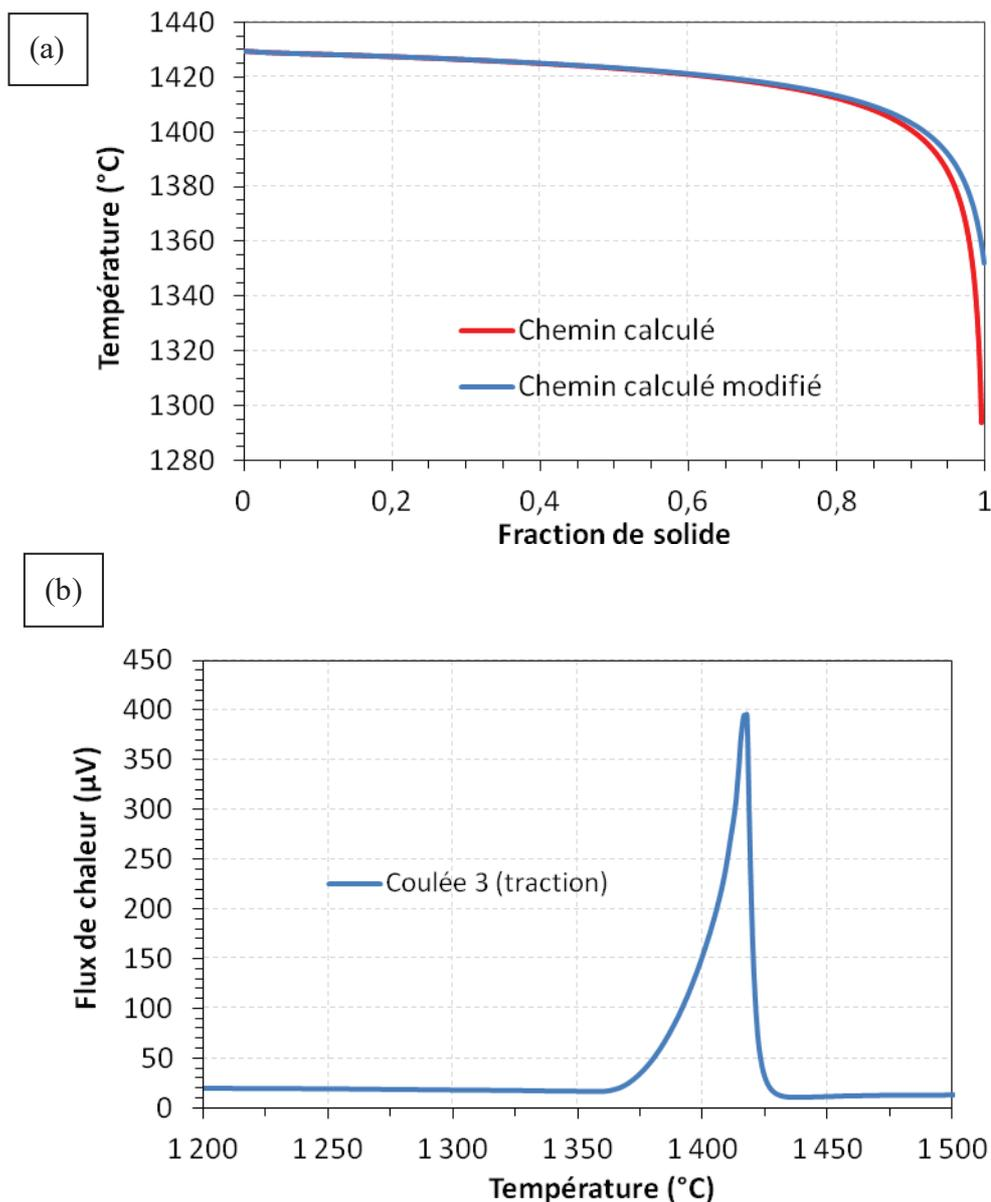 (a)
Température (°C)
1440
1420
1400
1380
1360
1340
1320
1300
1280
Chemin calculé
Chemin calculé modifié
0 0,2 0,4 0,6 0,8 1
Fraction de solide
(b)
Flux de chaleur (µV)
450
400
350
300
250
200
150
100
50
0
Coulée 3 (traction)
1 200 1 250 1 300 1 350 1 400 1 450 1 500
Température (°C)